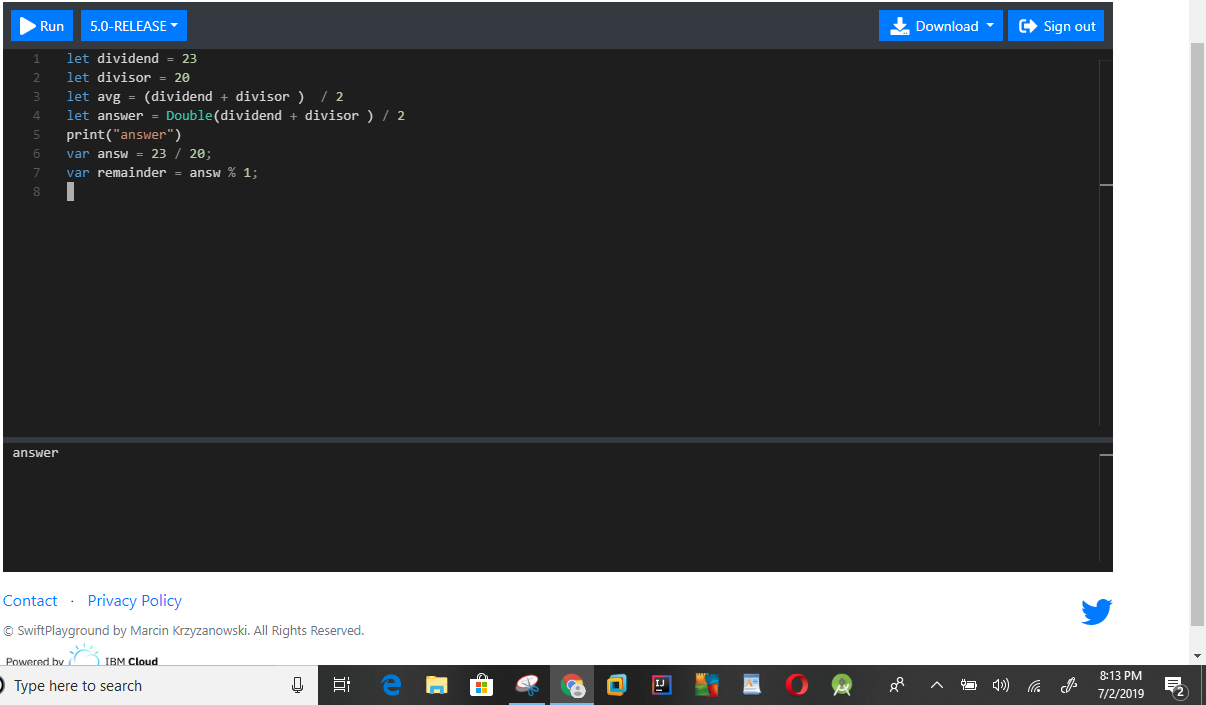 Run 5.0-RELEASE Download Sign out
1 let dividend = 23
2 let divisor = 20
3 let avg = (dividend + divisor )  / 2
4 let answer = Double(dividend + divisor ) / 2
5 print("answer")
6 var answ = 23 / 20;
7 var remainder = answ % 1;
8
answer
Contact · Privacy Policy
© SwiftPlayground by Marcin Krzyzanowski. All Rights Reserved.
Powered by IBM Cloud
Type here to search
8:13 PM
7/2/2019
2